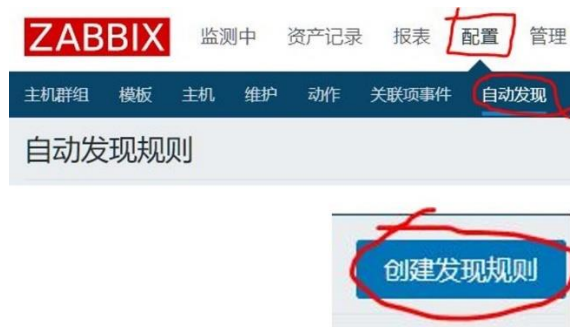 ZABBIX 监测中 资产记录 报表 配置 管理
主机群组 模板 主机 维护 动作 关联项事件 自动发现
自动发现规则
创建发现规则